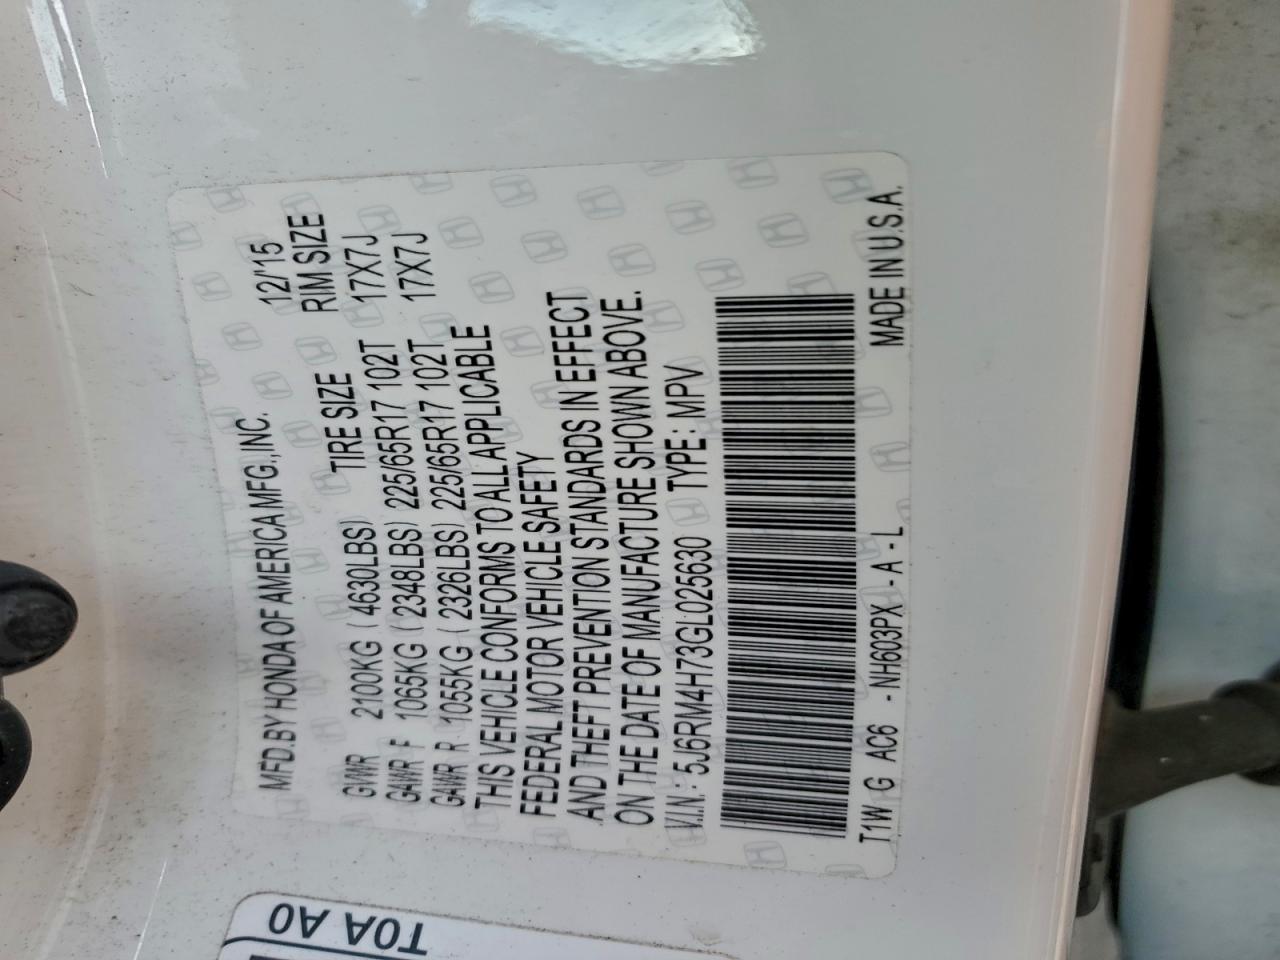 MFD. BY HONDA OF AMERICA MFG., INC. 12/'15
TIRE SIZE RIM SIZE
GVWR 2100KG ( 4630LBS)
GAWR F 1065KG ( 2348LBS) 225/65R17 102T 17X7J
GAWR R 1055KG ( 2326LBS) 225/65R17 102T 17X7J
THIS VEHICLE CONFORMS TO ALL APPLICABLE
FEDERAL MOTOR VEHICLE SAFETY
AND THEFT PREVENTION STANDARDS IN EFFECT
ON THE DATE OF MANUFACTURE SHOWN ABOVE.
V.I.N : 5J6RM4H73GL025630 TYPE : MPV
T1W G AC6 - NH603PX - A - L MADE IN U.S.A.
T0A A0